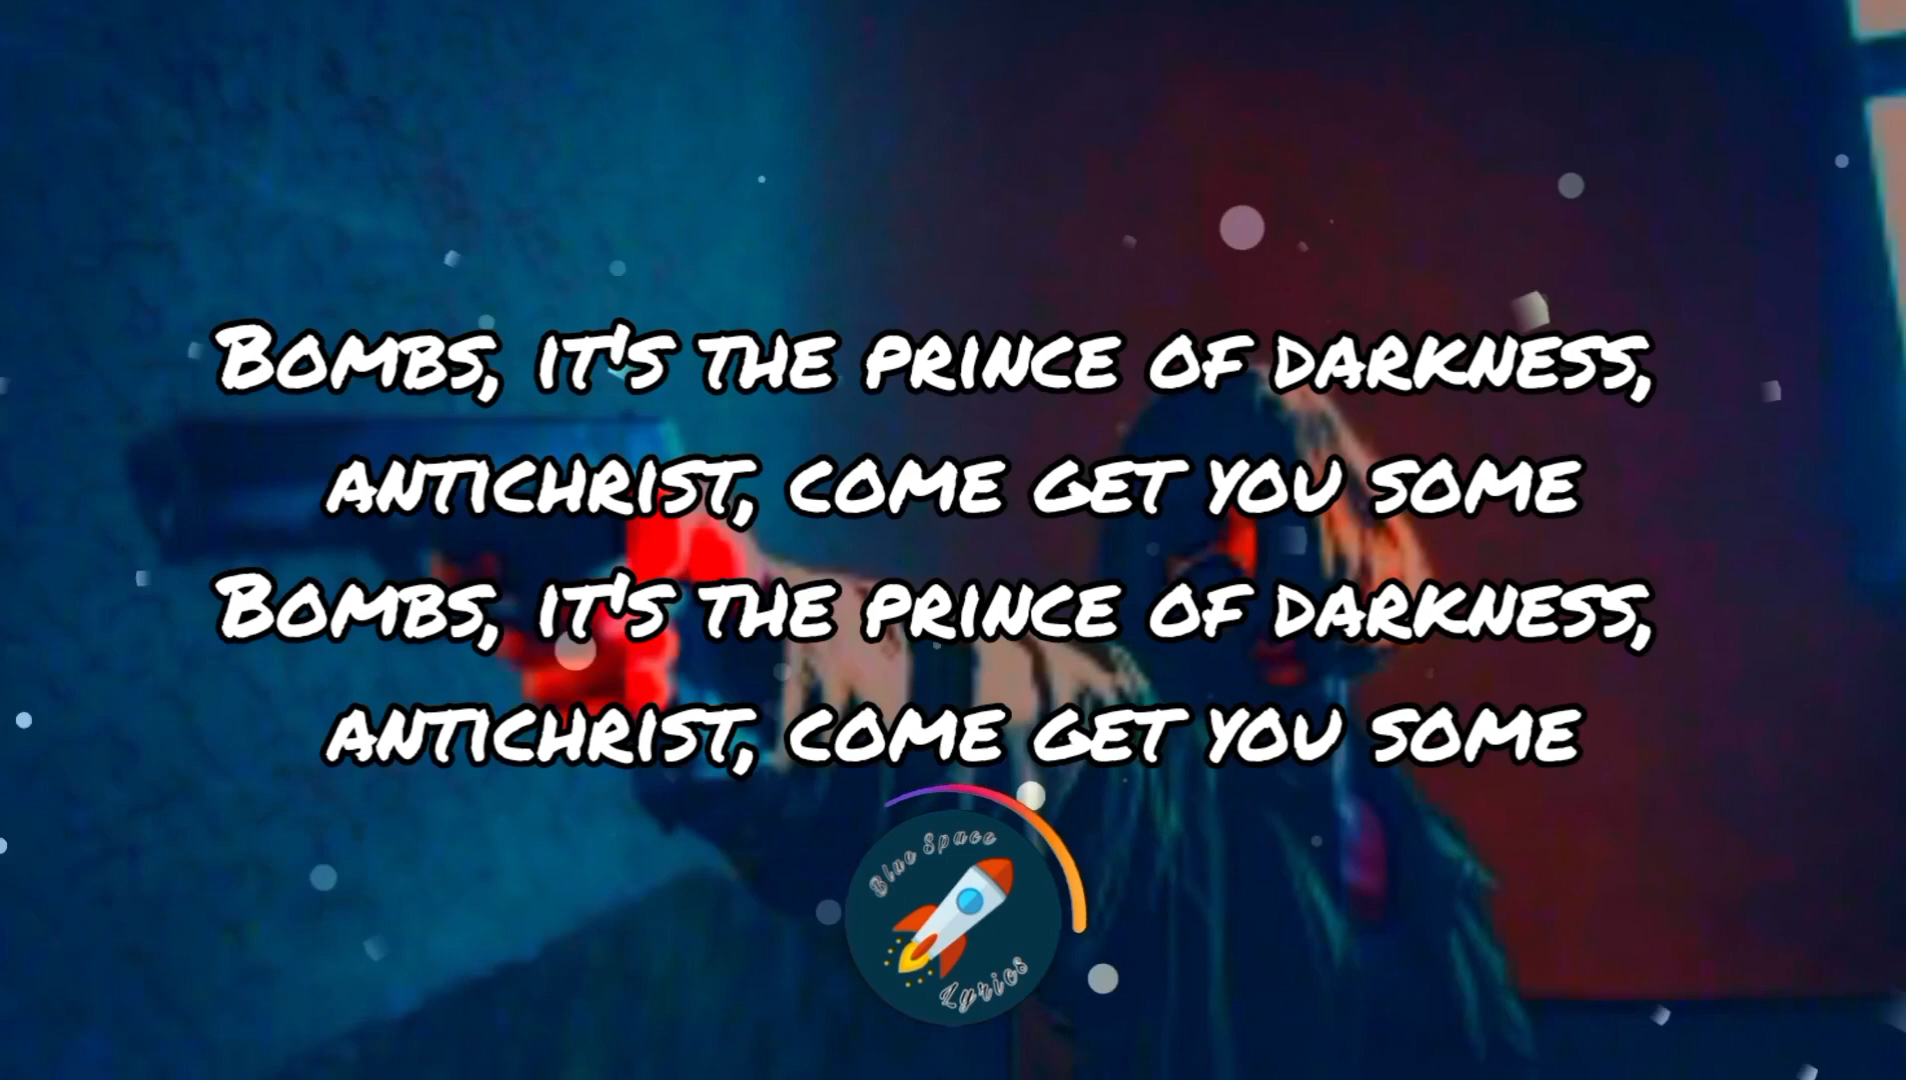 Bombs, it's the prince of darkness,
antichrist, come get you some
Bombs, it's the prince of darkness,
antichrist, come get you some
Blue Space
Lyrics